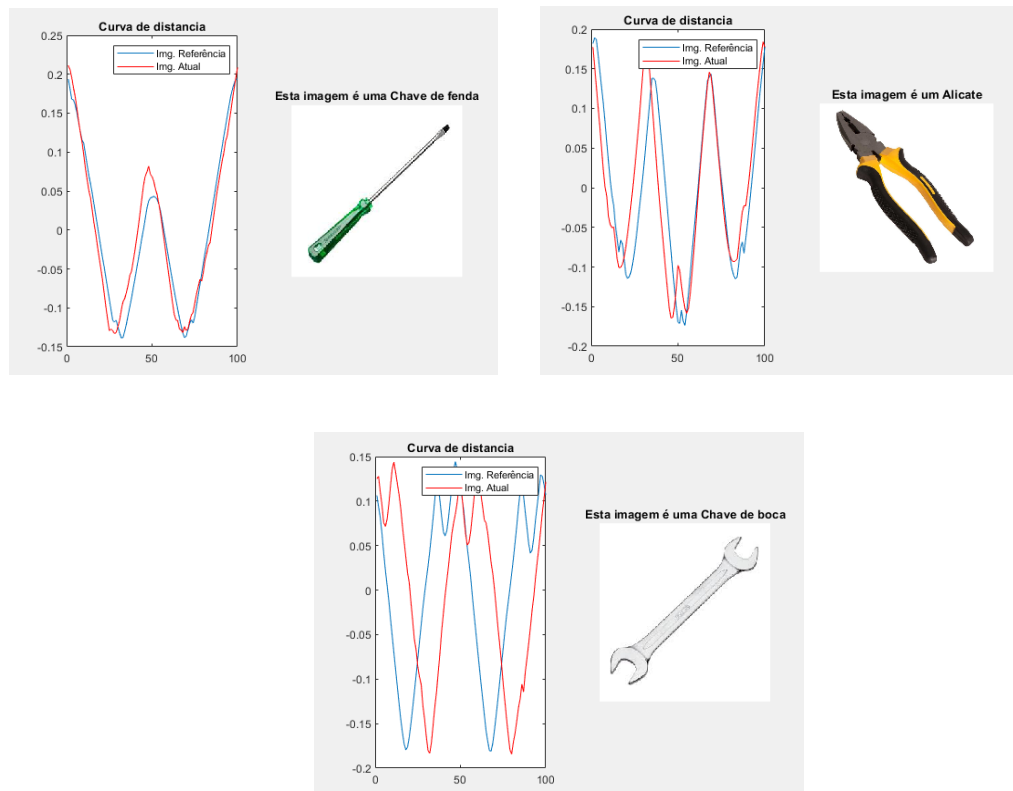 Curva de distancia
0.25
0.2
0.15
0.1
0.05
0
-0.05
-0.1
-0.15
0
50
100
Img. Referência
Img. Atual
Esta imagem é uma Chave de fenda
Curva de distancia
0.2
0.15
0.1
0.05
0
-0.05
-0.1
-0.15
-0.2
0
50
100
Img. Referência
Img. Atual
Esta imagem é um Alicate
Curva de distancia
0.15
0.1
0.05
0
-0.05
-0.1
-0.15
-0.2
0
50
100
Img. Referência
Img. Atual
Esta imagem é uma Chave de boca